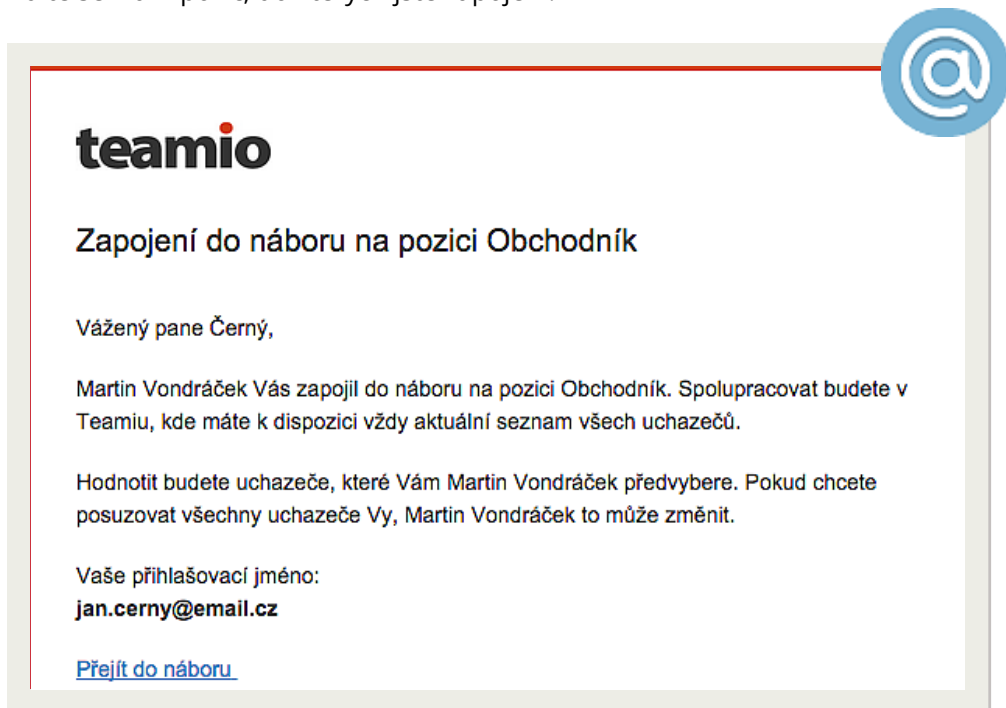 teamio
Zapojení do náboru na pozici Obchodník
Vážený pane Černý,
Martin Vondráček Vás zapojil do náboru na pozici Obchodník. Spolupracovat budete v
Teamiu, kde máte k dispozici vždy aktuální seznam všech uchazečů.
Hodnotit budete uchazeče, které Vám Martin Vondráček předvybere. Pokud chcete
posuzovat všechny uchazeče Vy, Martin Vondráček to může změnit.
Vaše přihlašovací jméno:
jan.cerny@email.cz
Přejít do náboru